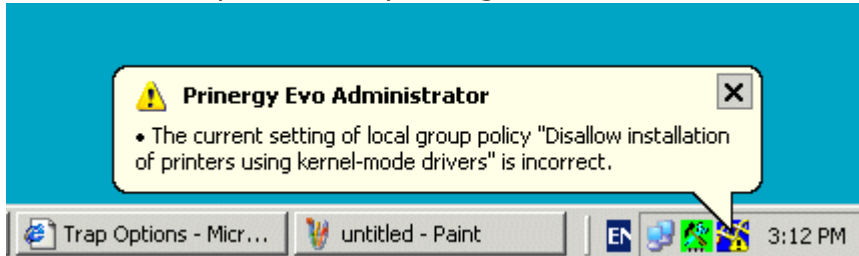 Prinergy Evo Administrator
• The current setting of local group policy "Disallow installation
of printers using kernel-mode drivers" is incorrect.
Trap Options - Micr...
untitled - Paint
EN
3:12 PM